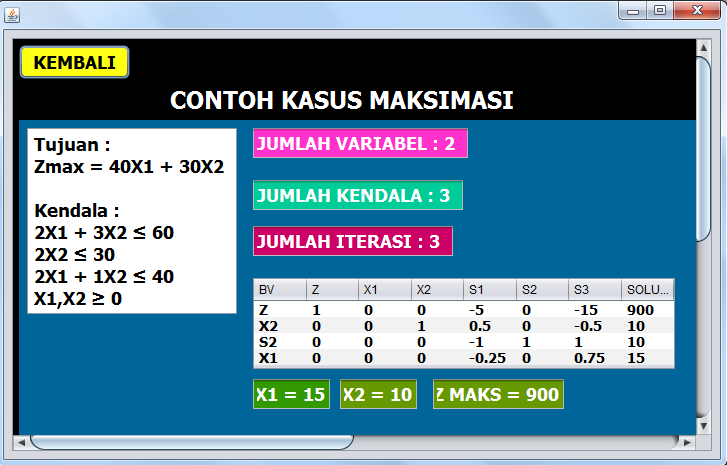 KEMBALI
CONTOH KASUS MAKSIMASI
Tujuan :
Zmax = 40X1 + 30X2
Kendala :
2X1 + 3X2 ≤ 60
2X2 ≤ 30
2X1 + 1X2 ≤ 40
X1,X2 ≥ 0
JUMLAH VARIABEL : 2
JUMLAH KENDALA : 3
JUMLAH ITERASI : 3
BV Z X1 X2 S1 S2 S3 SOLU...
Z 1 0 0 -5 0 -15 900
X2 0 0 1 0.5 0 -0.5 10
S2 0 0 0 -1 1 1 10
X1 0 0 0 -0.25 0 0.75 15
X1 = 15 X2 = 10 Z MAKS = 900